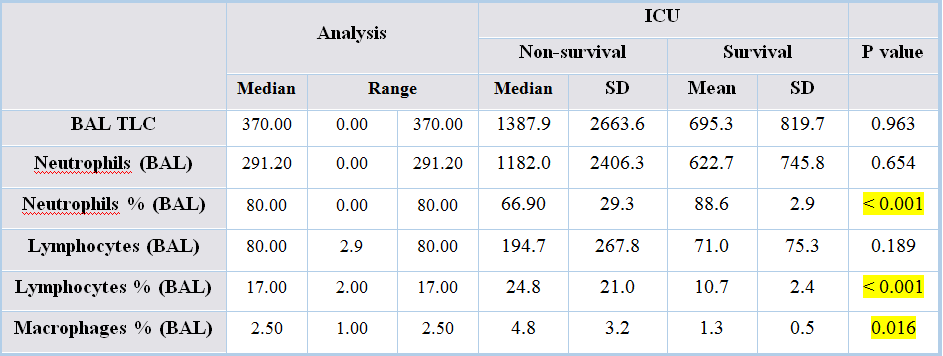 Analysis ICU
Non-survival Survival P value
Median Range Median SD Mean SD
BAL TLC 370.00 0.00 370.00 1387.9 2663.6 695.3 819.7 0.963
Neutrophils (BAL) 291.20 0.00 291.20 1182.0 2406.3 622.7 745.8 0.654
Neutrophils % (BAL) 80.00 0.00 80.00 66.90 29.3 88.6 2.9 < 0.001
Lymphocytes (BAL) 80.00 2.9 80.00 194.7 267.8 71.0 75.3 0.189
Lymphocytes % (BAL) 17.00 2.00 17.00 24.8 21.0 10.7 2.4 < 0.001
Macrophages % (BAL) 2.50 1.00 2.50 4.8 3.2 1.3 0.5 0.016